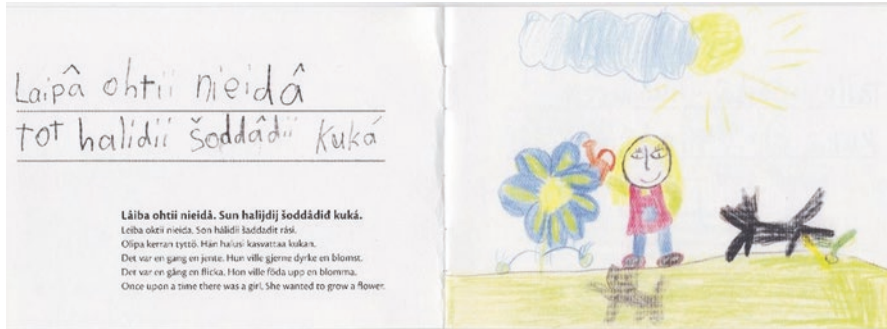 Laipâ ohtii nieidâ
tot halidii šoddâdii kuká
Lâiba ohtii nieidâ. Sun halijdij šoddâdiđ kuká.
Leiba oktii nieida. Son hálidii šaddadit rási.
Olipa kerran tyttö. Hän halusi kasvattaa kukan.
Det var en gang en jente. Hun ville gjerne dyrke en blomst.
Det var en gång en flicka. Hon ville föda upp en blomma.
Once upon a time there was a girl. She wanted to grow a flower.